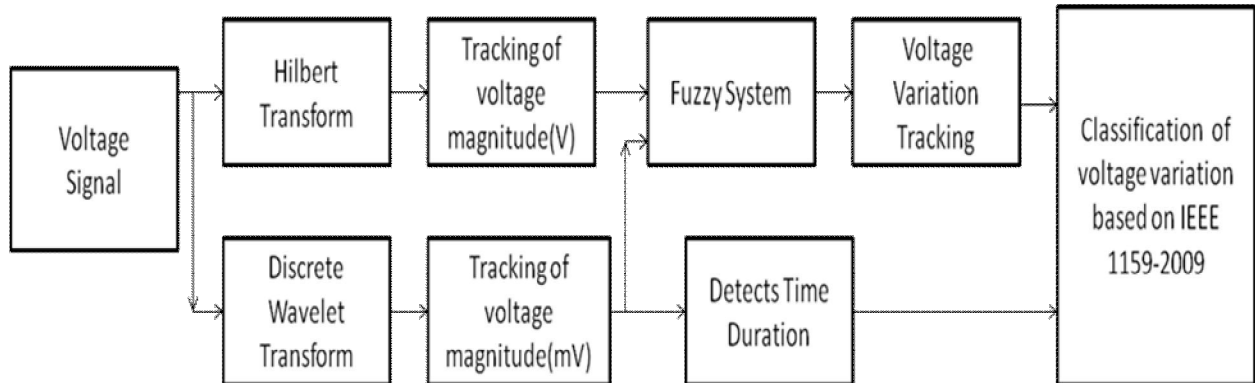 Voltage
Signal
Hilbert
Transform
Tracking of
voltage
magnitude(V)
Fuzzy System
Voltage
Variation
Tracking
Classification of
voltage variation
based on IEEE
1159-2009
Discrete
Wavelet
Transform
Tracking of
voltage
magnitude(mV)
Detects Time
Duration